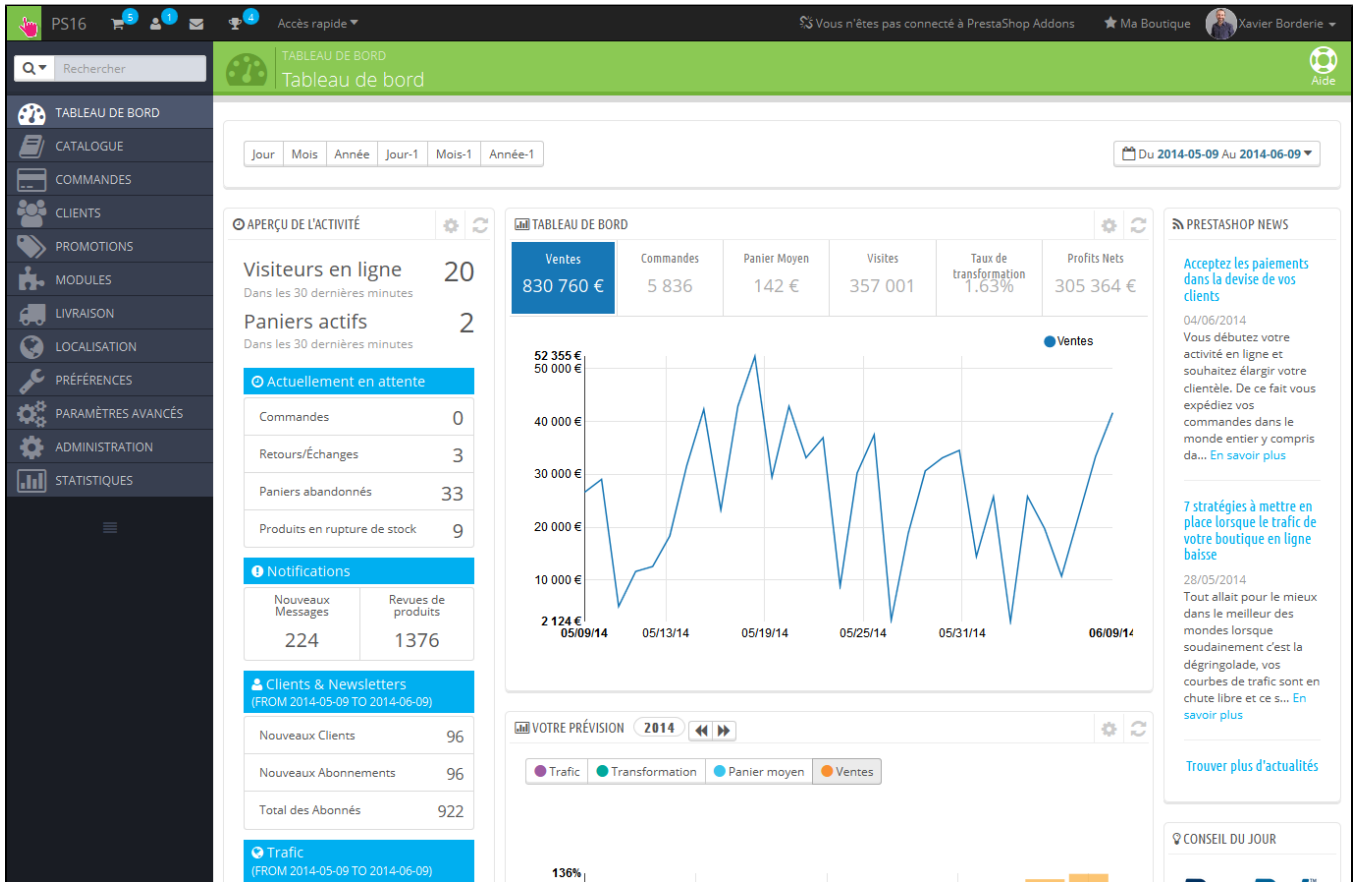 PS16 5 1 4 Accès rapide Vous n'êtes pas connecté à PrestaShop Addons Ma Boutique Xavier Borderie
Rechercher
TABLEAU DE BORD
Tableau de bord
Aide
TABLEAU DE BORD
CATALOGUE
COMMANDES
CLIENTS
PROMOTIONS
MODULES
LIVRAISON
LOCALISATION
PRÉFÉRENCES
PARAMÈTRES AVANCÉS
ADMINISTRATION
STATISTIQUES
Jour Mois Année Jour-1 Mois-1 Année-1
Du 2014-05-09 Au 2014-06-09
APERÇU DE L'ACTIVITÉ
Visiteurs en ligne 20
Dans les 30 dernières minutes
Paniers actifs 2
Dans les 30 dernières minutes
Actuellement en attente
Commandes 0
Retours/Échanges 3
Paniers abandonnés 33
Produits en rupture de stock 9
Notifications
Nouveaux
Messages
224
Revues de
produits
1376
Clients & Newsletters
(FROM 2014-05-09 TO 2014-06-09)
Nouveaux Clients 96
Nouveaux Abonnements 96
Total des Abonnés 922
Trafic
(FROM 2014-05-09 TO 2014-06-09)
TABLEAU DE BORD
Ventes
830 760 €
Commandes
5 836
Panier Moyen
142 €
Visites
357 001
Taux de
transformation
1.63%
Profits Nets
305 364 €
Ventes
52 355 €
50 000 €
40 000 €
30 000 €
20 000 €
10 000 €
2 124 €
05/09/14 05/13/14 05/19/14 05/25/14 05/31/14 06/09/14
VOTRE PRÉVISION 2014
Trafic Transformation Panier moyen Ventes
136%
PRESTASHOP NEWS
Acceptez les paiements
dans la devise de vos
clients
04/06/2014
Vous débutez votre
activité en ligne et
souhaitez élargir votre
clientèle. De ce fait vous
expédiez vos
commandes dans le
monde entier y compris
da... En savoir plus
7 stratégies à mettre en
place lorsque le trafic de
votre boutique en ligne
baisse
28/05/2014
Tout allait pour le mieux
dans le meilleur des
mondes lorsque
soudainement c'est la
dégringolade, vos
courbes de trafic sont en
chute libre et ce s... En
savoir plus
Trouver plus d'actualités
CONSEIL DU JOUR